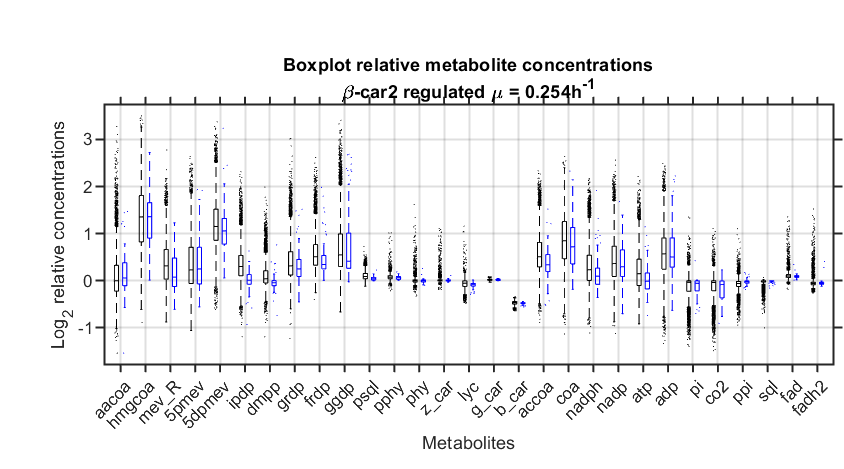 Boxplot relative metabolite concentrations
β-car2 regulated μ = 0.254h-1
Log2 relative concentrations
3
2
1
0
-1
aacoa
hmgcoa
mev_R
5pmev
5dpmev
ipdp
dmpp
grdp
frdp
ggdp
psql
pphy
phy
z_car
lyc
g_car
b_car
accoa
coa
nadph
nadp
atp
adp
pi
co2
ppi
sql
fad
fadh2
Metabolites